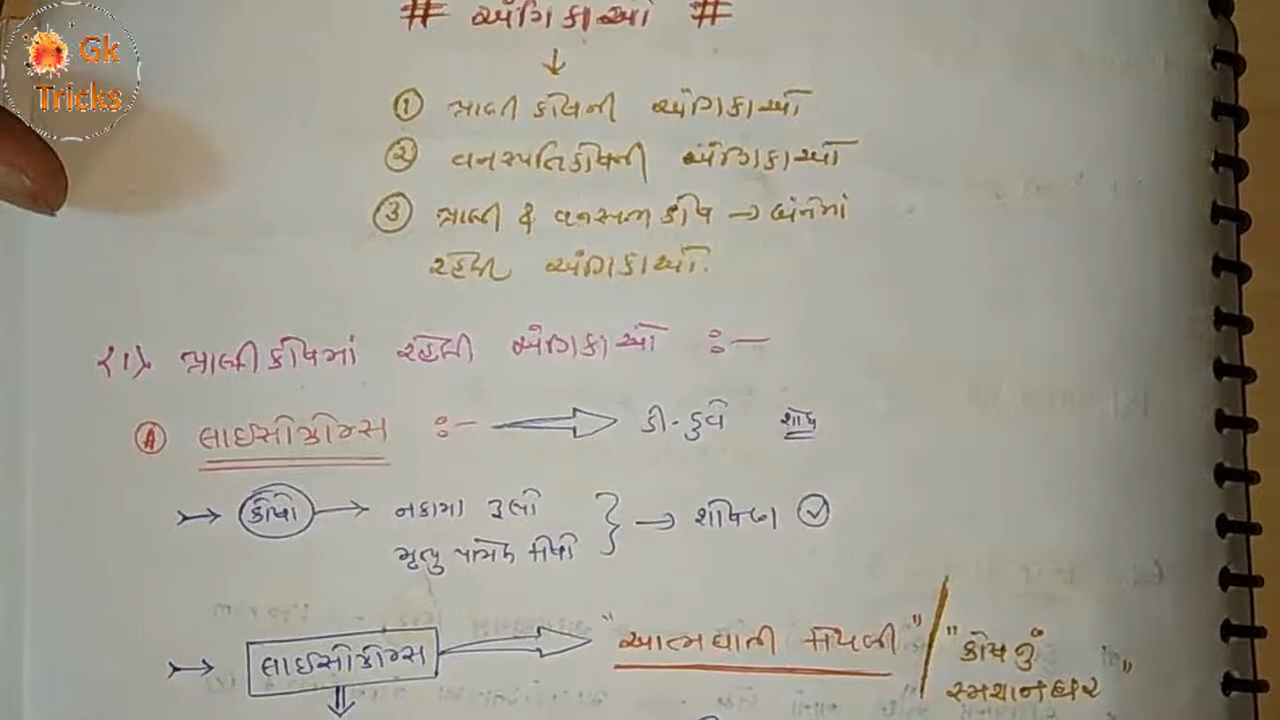 Gk
Tricks
# અંગિકાઓ #
① પ્રાણી કોષની અંગિકાઓ
② વનસ્પતિકોષની અંગિકાઓ
③ પ્રાણી & વનસ્પતિ કોષ → બંનેમાં
રહેલી અંગિકાઓ.
(1) પ્રાણીકોષમાં રહેલી અંગિકાઓ :-
Ⓐ લાઇસોઝોમ્સ :- ડી-ડુવે શોધ
કોષો → નકામા
મૃત્યુ પામેલ → શોષણ
લાઇસોઝોમ્સ "આત્મઘાતી કોથળી" / "કોષનું
સ્મશાનઘર"